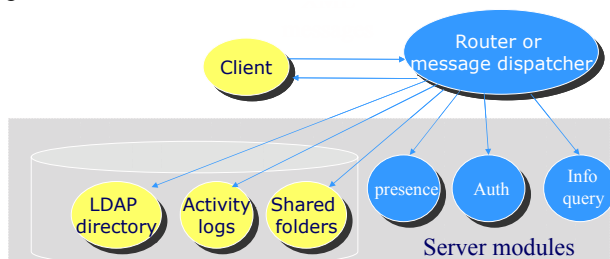 Router or
message dispatcher
Client
LDAP
directory
Activity
logs
Shared
folders
presence
Auth
Info
query
Server modules